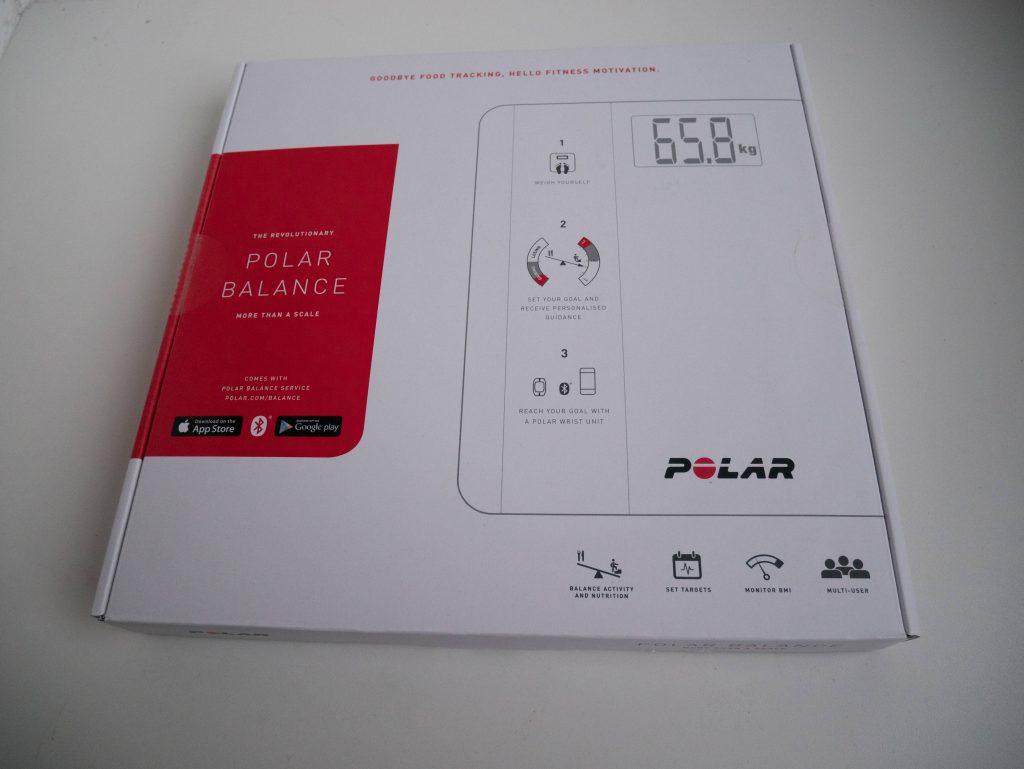 GOODBYE FOOD TRACKING, HELLO FITNESS MOTIVATION.
THE REVOLUTIONARY
POLAR
BALANCE
MORE THAN A SCALE
COMES WITH
POLAR BALANCE SERVICE
POLAR.COM/BALANCE
Download on the
App Store
Google play
65.8 kg
1
WEIGH YOURSELF
2
SET YOUR GOAL AND
RECEIVE PERSONALISED
GUIDANCE
3
REACH YOUR GOAL WITH
A POLAR WRIST UNIT
POLAR
BALANCE ACTIVITY
AND NUTRITION
SET TARGETS
MONITOR BMI
MULTI-USER
POLAR
POLAR BALANCE